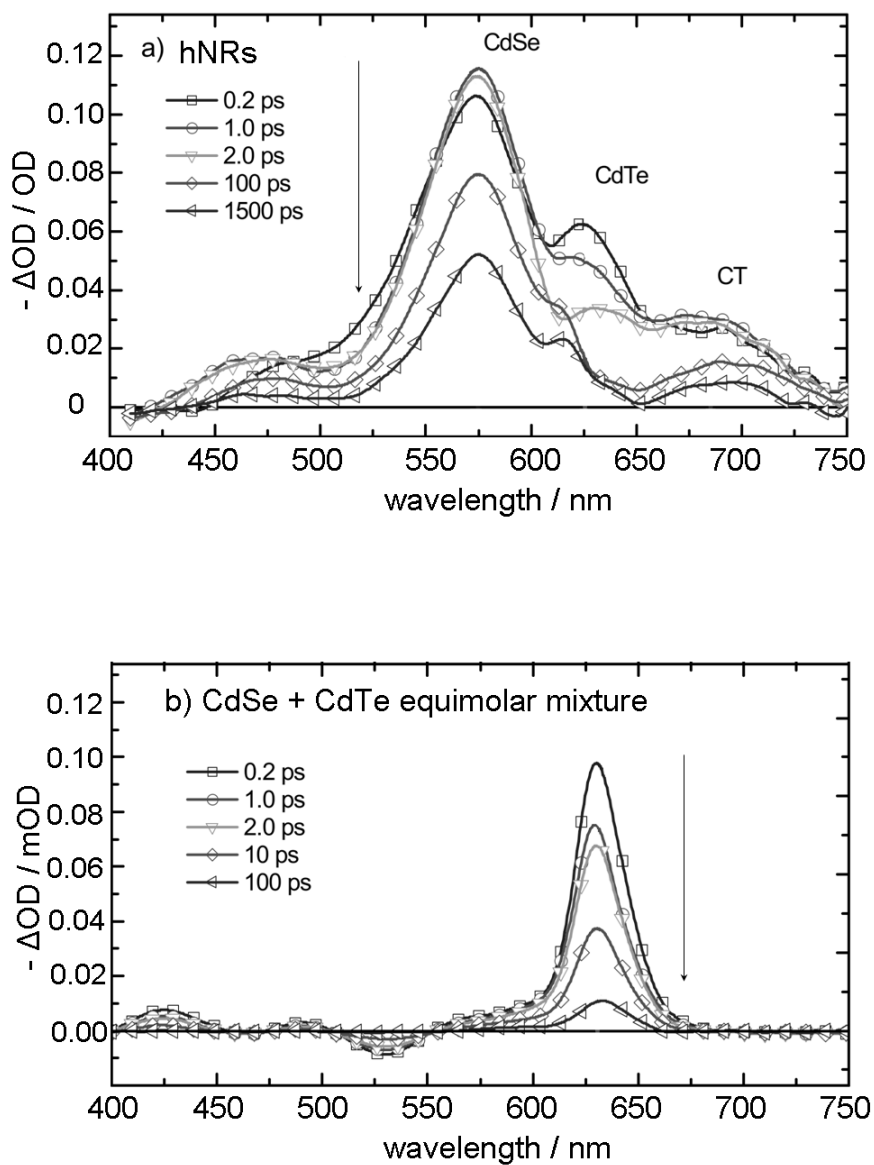 a) hNRs
CdSe
0.2 ps
1.0 ps
2.0 ps
100 ps
1500 ps
CdTe
CT
- ΔOD / OD
0.12
0.10
0.08
0.06
0.04
0.02
0
400 450 500 550 600 650 700 750
wavelength / nm
b) CdSe + CdTe equimolar mixture
0.2 ps
1.0 ps
2.0 ps
10 ps
100 ps
- ΔOD / mOD
0.12
0.10
0.08
0.06
0.04
0.02
0.00
400 450 500 550 600 650 700 750
wavelength / nm